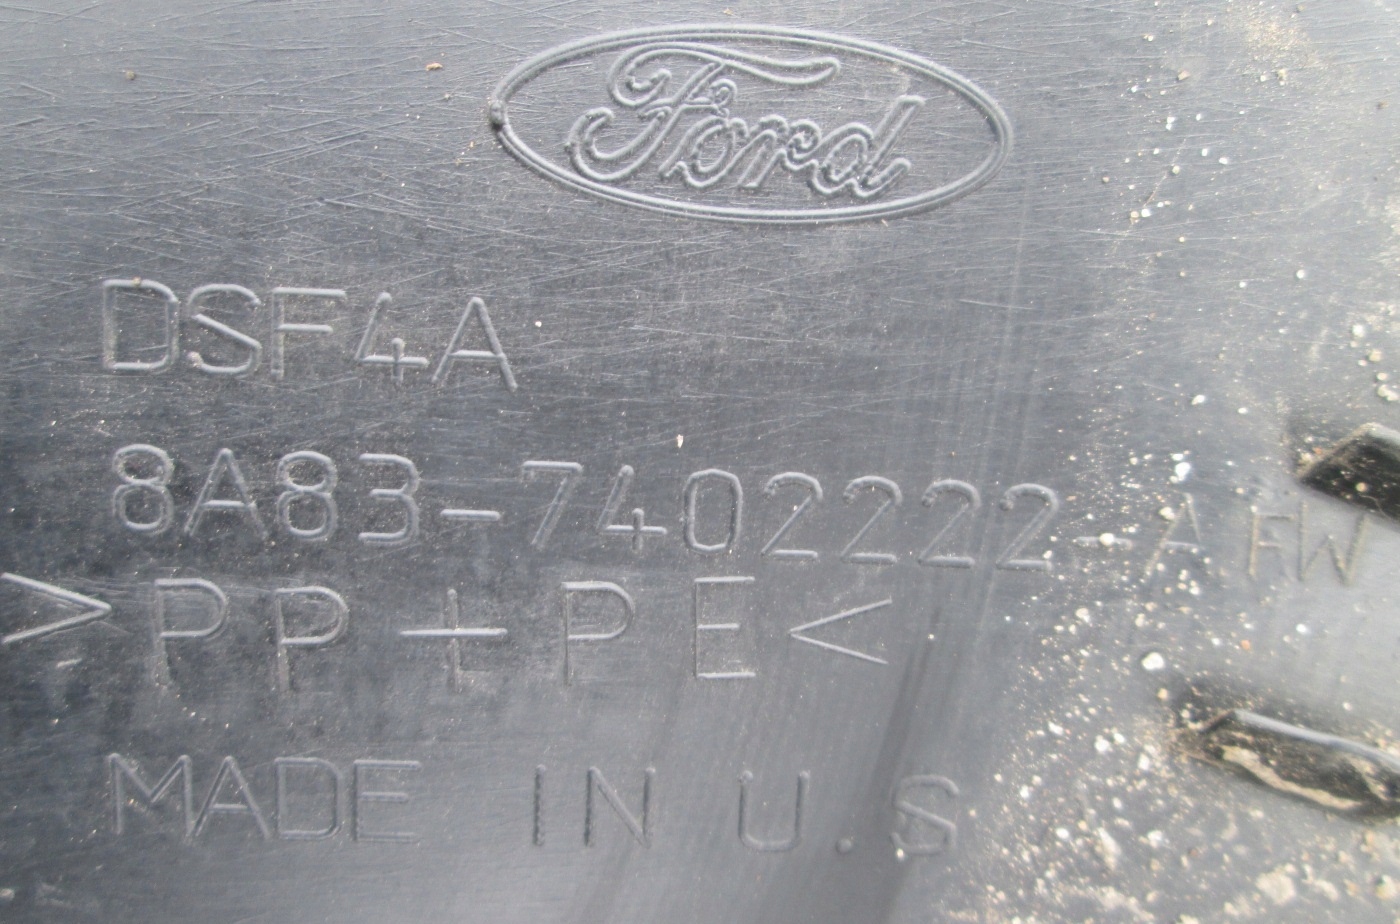 Ford
DSF4A
8A83-7402222-AFW
>PP+PE<
MADE IN U.S